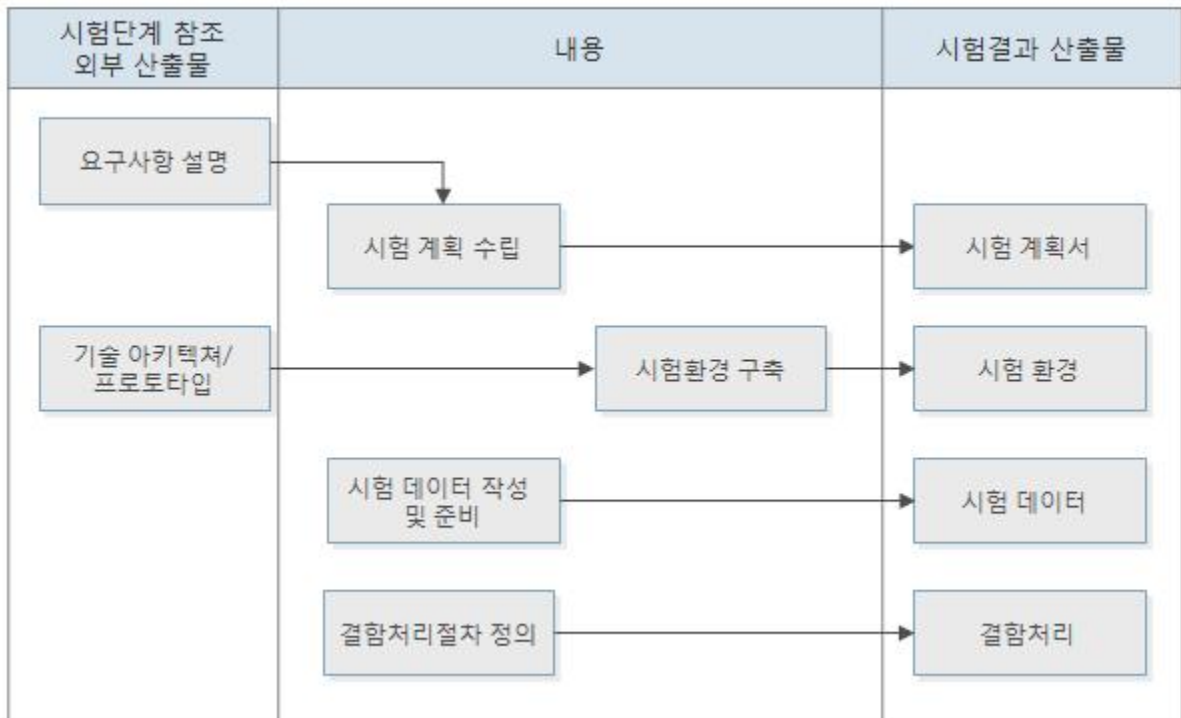 시험단계 참조
외부 산출물
내용
시험결과 산출물
요구사항 설명
시험 계획 수립
시험 계획서
기술 아키텍쳐/
프로토타입
시험환경 구축
시험 환경
시험 데이터 작성
및 준비
시험 데이터
결함처리절차 정의
결함처리